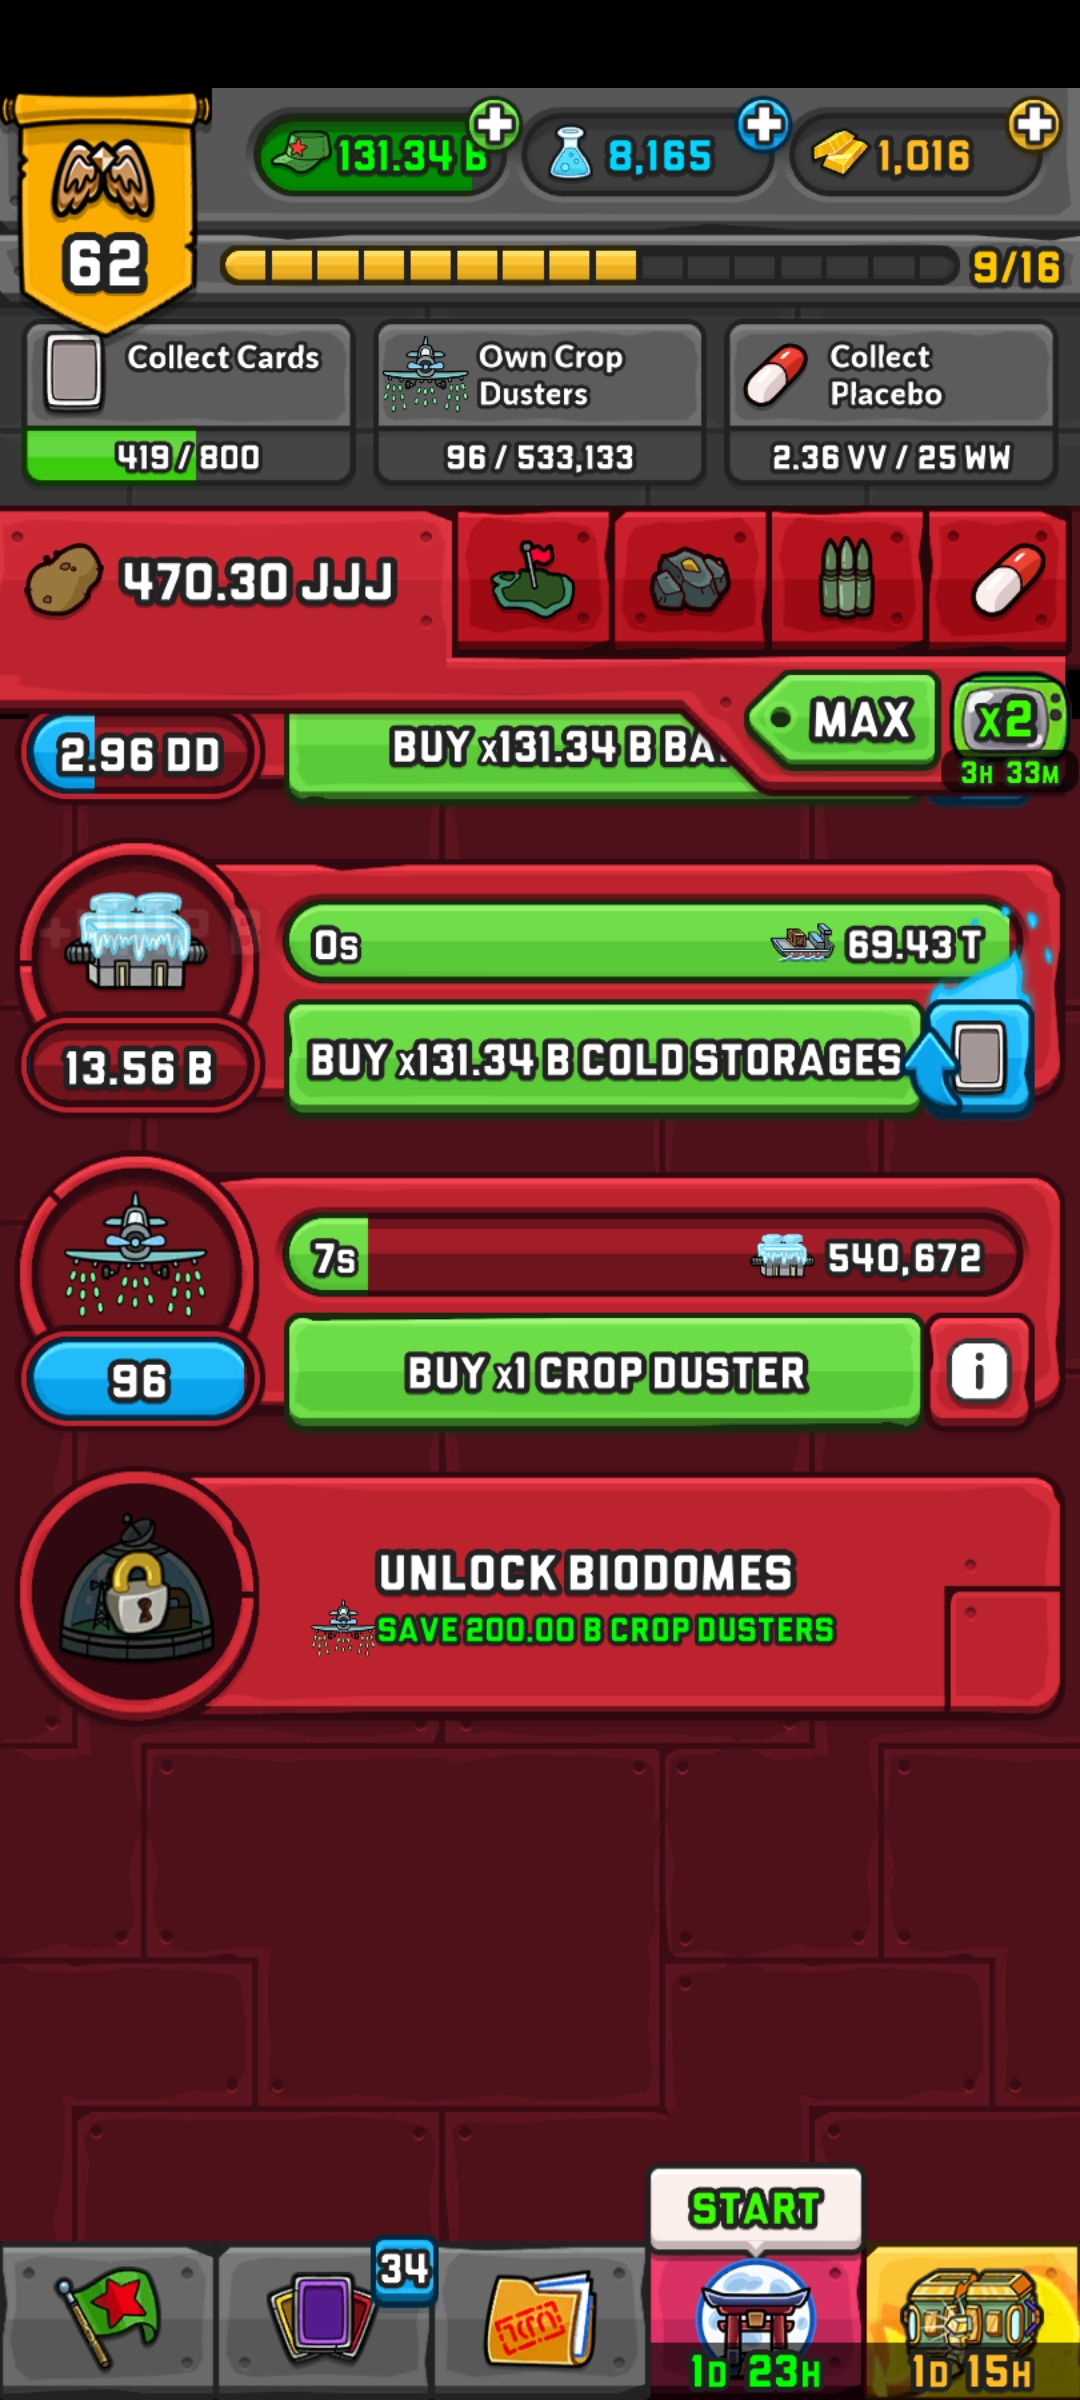 131.34 B
8,165
1,016
62
9/16
Collect Cards
419 / 800
Own Crop
Dusters
96 / 533,133
Collect
Placebo
2.36 VV / 25 WW
470.30 JJJ
MAX
x2
3H 33M
2.96 DD
BUY x131.34 B BA
0s
69.43 T
13.56 B
BUY x131.34 B COLD STORAGES
7s
540,672
96
BUY x1 CROP DUSTER
i
UNLOCK BIODOMES
SAVE 200.00 B CROP DUSTERS
START
34
1D 23H
1D 15H